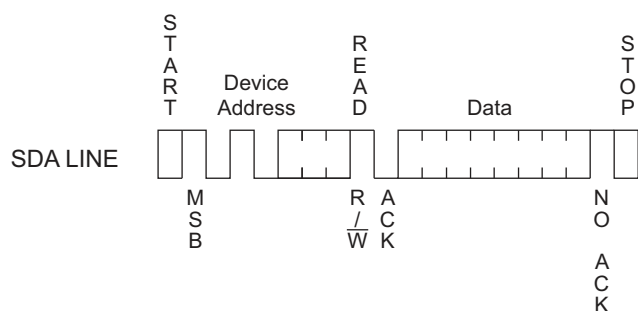 START
READ
STOP
Device
Address
Data
SDA LINE
MSB
R/W̅
ACK
NO ACK